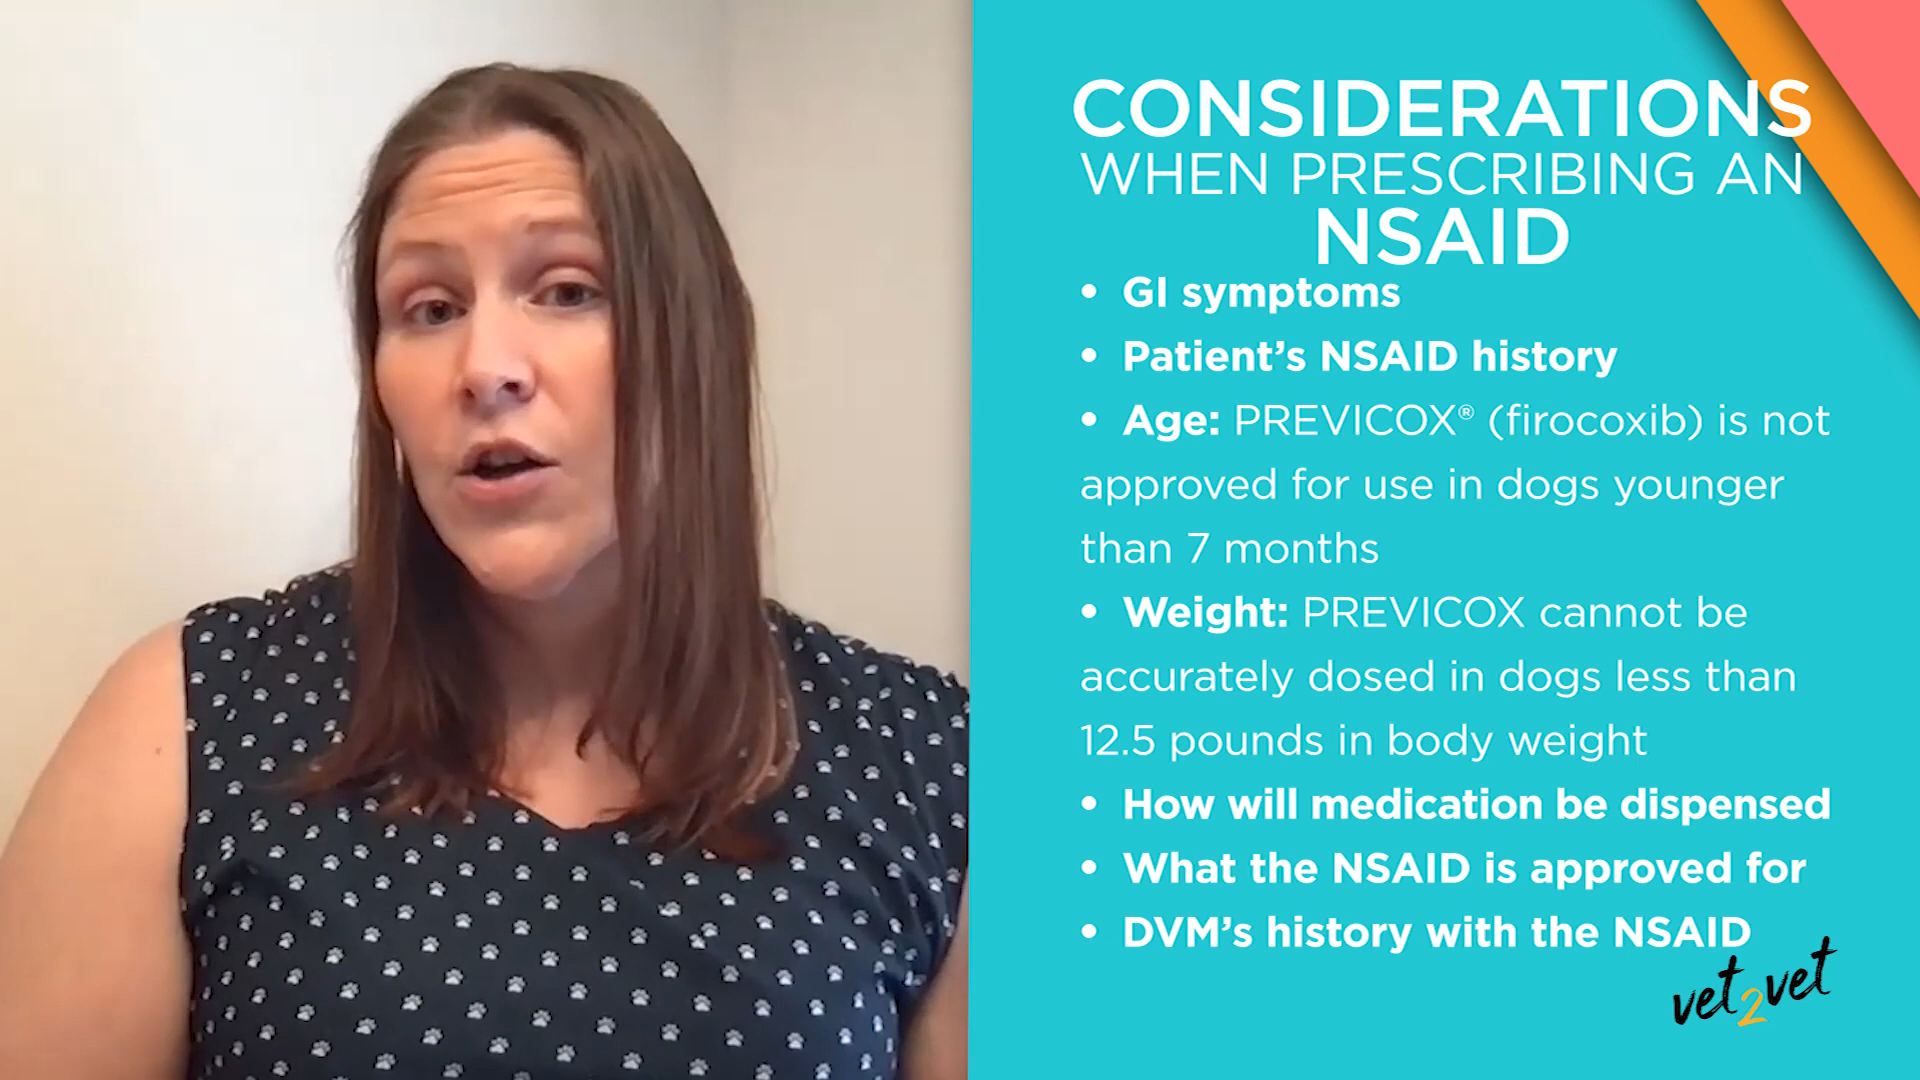 CONSIDERATIONS
WHEN PRESCRIBING AN
NSAID
• GI symptoms
• Patient’s NSAID history
• Age: PREVICOX® (firocoxib) is not
approved for use in dogs younger
than 7 months
• Weight: PREVICOX cannot be
accurately dosed in dogs less than
12.5 pounds in body weight
• How will medication be dispensed
• What the NSAID is approved for
• DVM’s history with the NSAID
vet2vet